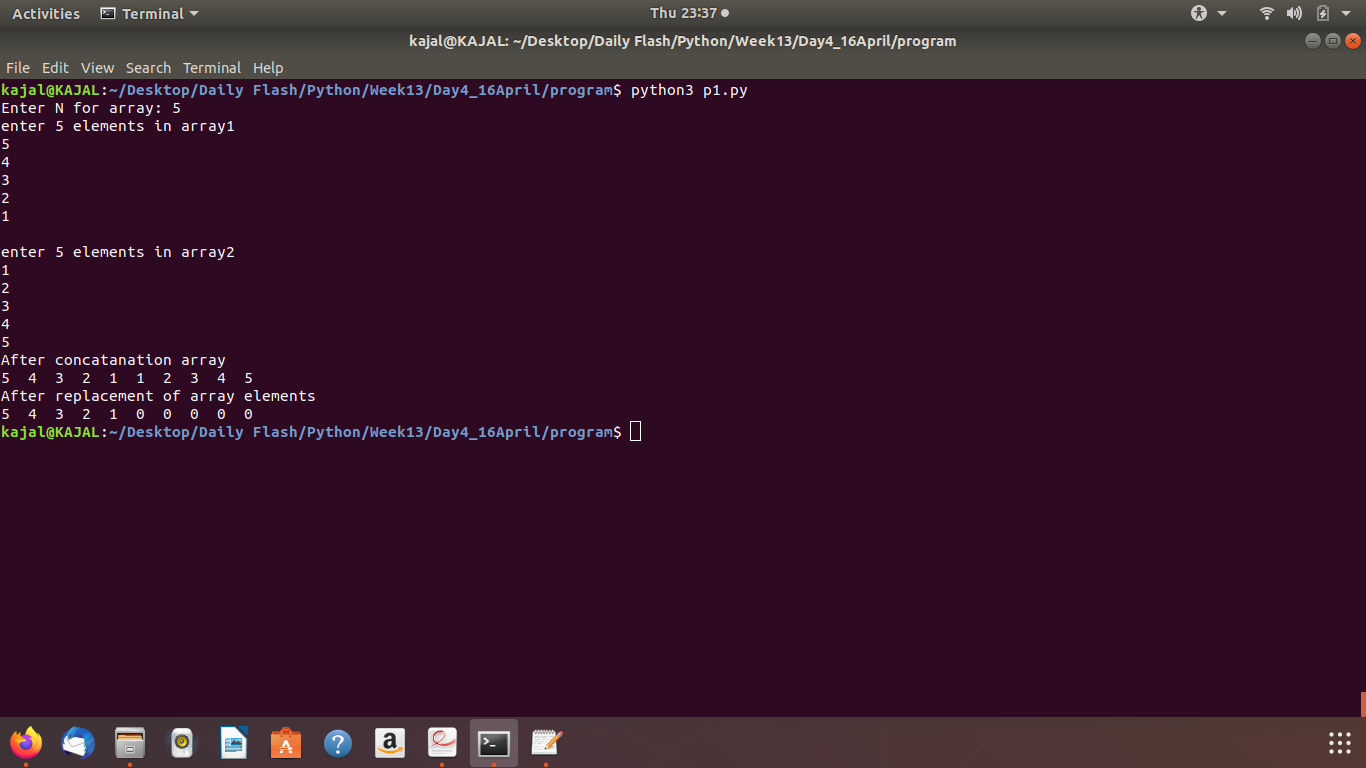 Activities Terminal Thu 23:37
kajal@KAJAL: ~/Desktop/Daily Flash/Python/Week13/Day4_16April/program
File Edit View Search Terminal Help
kajal@KAJAL:~/Desktop/Daily Flash/Python/Week13/Day4_16April/program$ python3 p1.py
Enter N for array: 5
enter 5 elements in array1
5
4
3
2
1

enter 5 elements in array2
1
2
3
4
5
After concatanation array
5  4  3  2  1  1  2  3  4  5
After replacement of array elements
5  4  3  2  1  0  0  0  0  0
kajal@KAJAL:~/Desktop/Daily Flash/Python/Week13/Day4_16April/program$